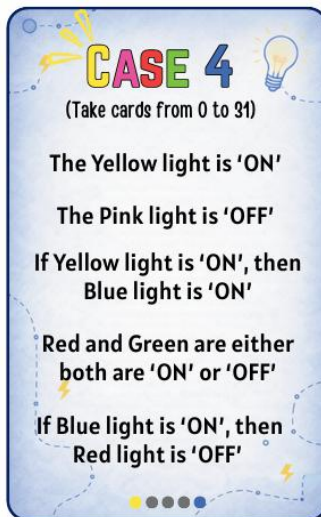 CASE 4
(Take cards from 0 to 31)
The Yellow light is ‘ON’
The Pink light is ‘OFF’
If Yellow light is ‘ON’, then
Blue light is ‘ON’
Red and Green are either
both are ‘ON’ or ‘OFF’
If Blue light is ‘ON’, then
Red light is ‘OFF’